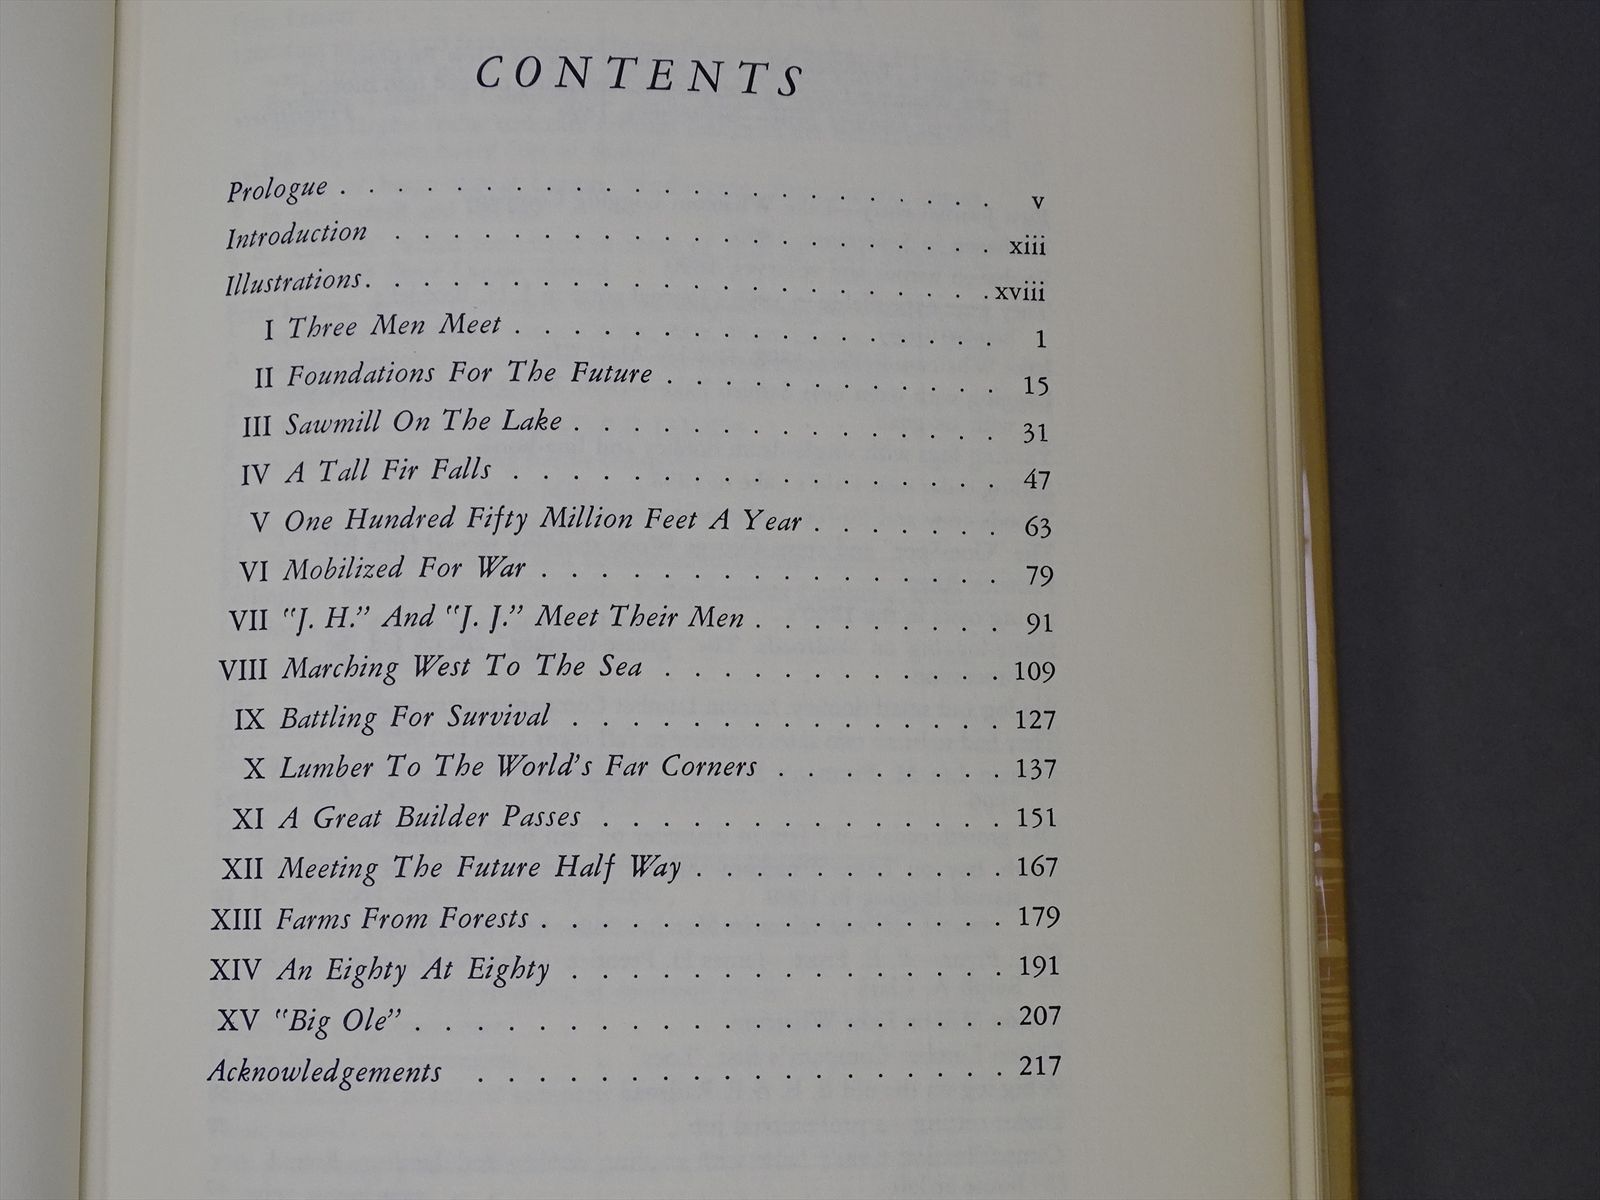 CONTENTS
Prologue . . . . . . . . . . . . . . . . . . . . . . v
Introduction . . . . . . . . . . . . . . . . . . . . . xiii
Illustrations . . . . . . . . . . . . . . . . . . . . . xviii
I Three Men Meet . . . . . . . . . . . . . . . . 1
II Foundations For The Future . . . . . . . . . . . . 15
III Sawmill On The Lake . . . . . . . . . . . . . . . 31
IV A Tall Fir Falls . . . . . . . . . . . . . . . . . 47
V One Hundred Fifty Million Feet A Year . . . . . . . 63
VI Mobilized For War . . . . . . . . . . . . . . . . 79
VII "J. H." And "J. J." Meet Their Men . . . . . . . . . 91
VIII Marching West To The Sea . . . . . . . . . . . . 109
IX Battling For Survival . . . . . . . . . . . . . . . 127
X Lumber To The World's Far Corners . . . . . . . . 137
XI A Great Builder Passes . . . . . . . . . . . . . . 151
XII Meeting The Future Half Way . . . . . . . . . . . 167
XIII Farms From Forests . . . . . . . . . . . . . . . . 179
XIV An Eighty At Eighty . . . . . . . . . . . . . . . 191
XV "Big Ole" . . . . . . . . . . . . . . . . . . . . 207
Acknowledgements . . . . . . . . . . . . . . . . . . 217